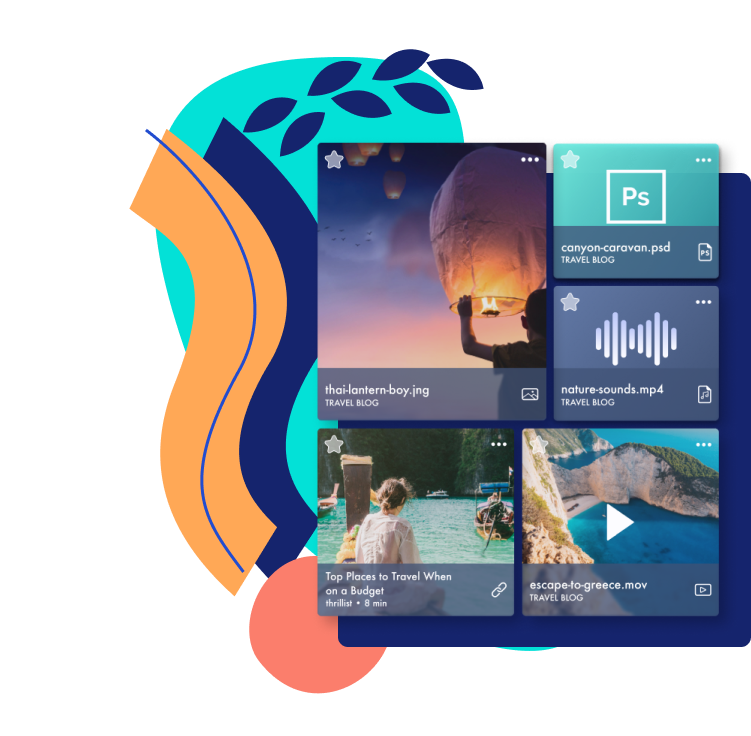 Ps
canyon-caravan.psd
TRAVEL BLOG
PS
nature-sounds.mp4
TRAVEL BLOG
thai-lantern-boy.jng
TRAVEL BLOG
Top Places to Travel When
on a Budget
thrillist • 8 min
escape-to-greece.mov
TRAVEL BLOG